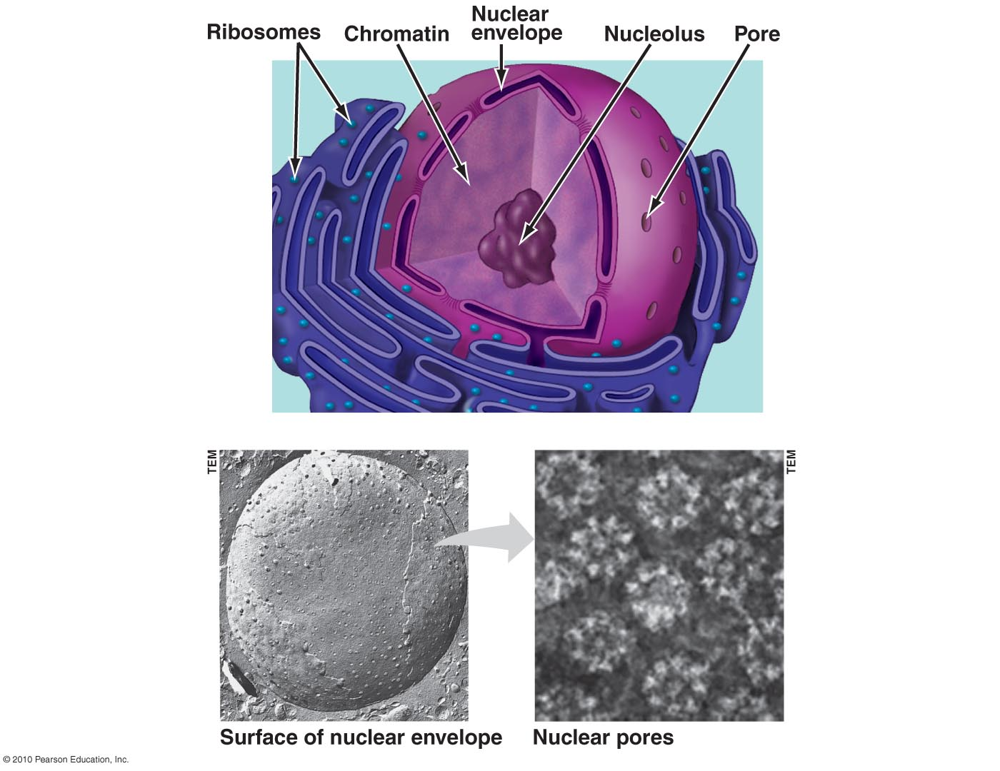 Ribosomes
Chromatin
Nuclear
envelope
Nucleolus
Pore
TEM
TEM
Surface of nuclear envelope
Nuclear pores
© 2010 Pearson Education, Inc.